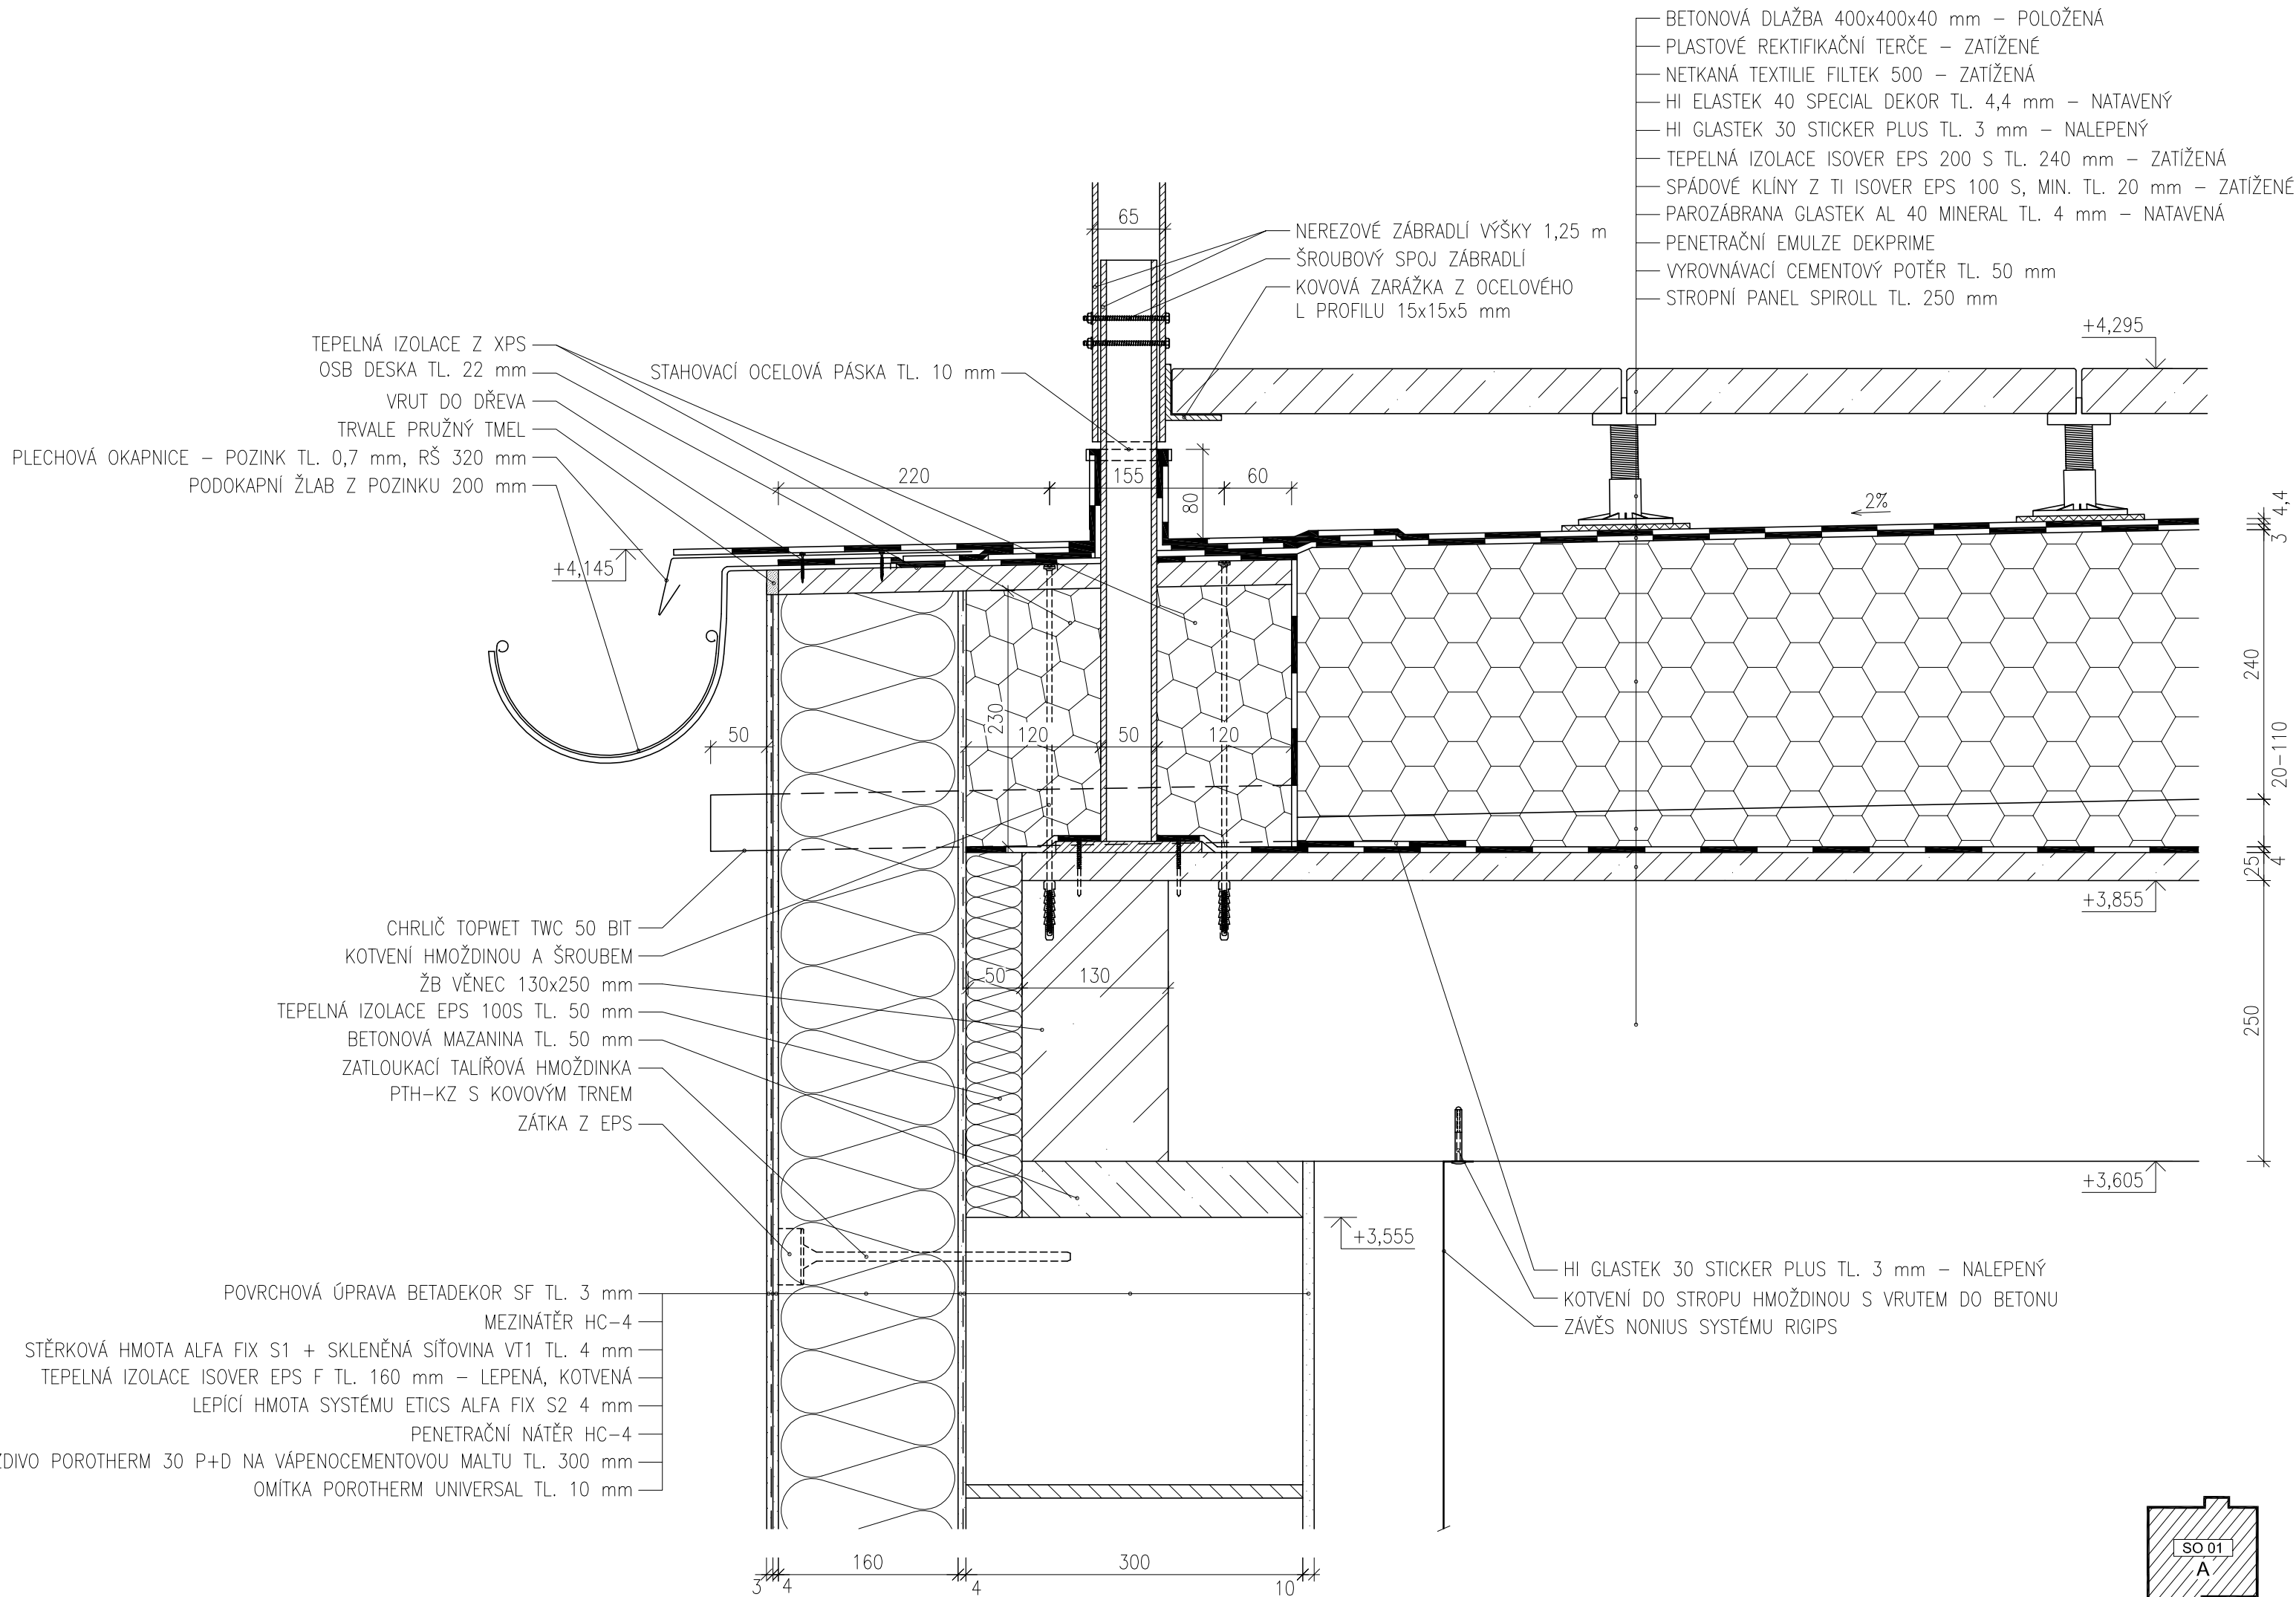 BETONOVÁ DLAŽBA 400x400x40 mm – POLOŽENÁ
PLASTOVÉ REKTIFIKAČNÍ TERČE – ZATÍŽENÉ
NETKANÁ TEXTILIE FILTEK 500 – ZATÍŽENÁ
HI ELASTEK 40 SPECIAL DEKOR TL. 4,4 mm – NATAVENÝ
HI GLASTEK 30 STICKER PLUS TL. 3 mm – NALEPENÝ
TEPELNÁ IZOLACE ISOVER EPS 200 S TL. 240 mm – ZATÍŽENÁ
SPÁDOVÉ KLÍNY Z TI ISOVER EPS 100 S, MIN. TL. 20 mm – ZATÍŽENÉ
PAROZÁBRANA GLASTEK AL 40 MINERAL TL. 4 mm – NATAVENÁ
PENETRAČNÍ EMULZE DEKPRIME
VYROVNÁVACÍ CEMENTOVÝ POTĚR TL. 50 mm
STROPNÍ PANEL SPIROLL TL. 250 mm
65
NEREZOVÉ ZÁBRADLÍ VÝŠKY 1,25 m
ŠROUBOVÝ SPOJ ZÁBRADLÍ
KOVOVÁ ZARÁŽKA Z OCELOVÉHO
L PROFILU 15x15x5 mm
+4,295
TEPELNÁ IZOLACE Z XPS
OSB DESKA TL. 22 mm
VRUT DO DŘEVA
TRVALE PRUŽNÝ TMEL
PLECHOVÁ OKAPNICE – POZINK TL. 0,7 mm, RŠ 320 mm
PODOKAPNÍ ŽLAB Z POZINKU 200 mm
STAHOVACÍ OCELOVÁ PÁSKA TL. 10 mm
220
155
60
80
2%
4,4
3
+4,145
240
230
50
120
50
120
20-110
25
4
+3,855
CHRLIČ TOPWET TWC 50 BIT
KOTVENÍ HMOŽDINOU A ŠROUBEM
ŽB VĚNEC 130x250 mm
TEPELNÁ IZOLACE EPS 100S TL. 50 mm
BETONOVÁ MAZANINA TL. 50 mm
ZATLOUKACÍ TALÍŘOVÁ HMOŽDINKA
PTH-KZ S KOVOVÝM TRNEM
ZÁTKA Z EPS
50
130
250
+3,605
+3,555
HI GLASTEK 30 STICKER PLUS TL. 3 mm – NALEPENÝ
KOTVENÍ DO STROPU HMOŽDINOU S VRUTEM DO BETONU
ZÁVĚS NONIUS SYSTÉMU RIGIPS
POVRCHOVÁ ÚPRAVA BETADEKOR SF TL. 3 mm
MEZINÁTĚR HC-4
STĚRKOVÁ HMOTA ALFA FIX S1 + SKLENĚNÁ SÍŤOVINA VT1 TL. 4 mm
TEPELNÁ IZOLACE ISOVER EPS F TL. 160 mm – LEPENÁ, KOTVENÁ
LEPÍCÍ HMOTA SYSTÉMU ETICS ALFA FIX S2 4 mm
PENETRAČNÍ NÁTĚR HC-4
ZDIVO POROTHERM 30 P+D NA VÁPENOCEMENTOVOU MALTU TL. 300 mm
OMÍTKA POROTHERM UNIVERSAL TL. 10 mm
3
4
160
4
300
10
SO 01
A